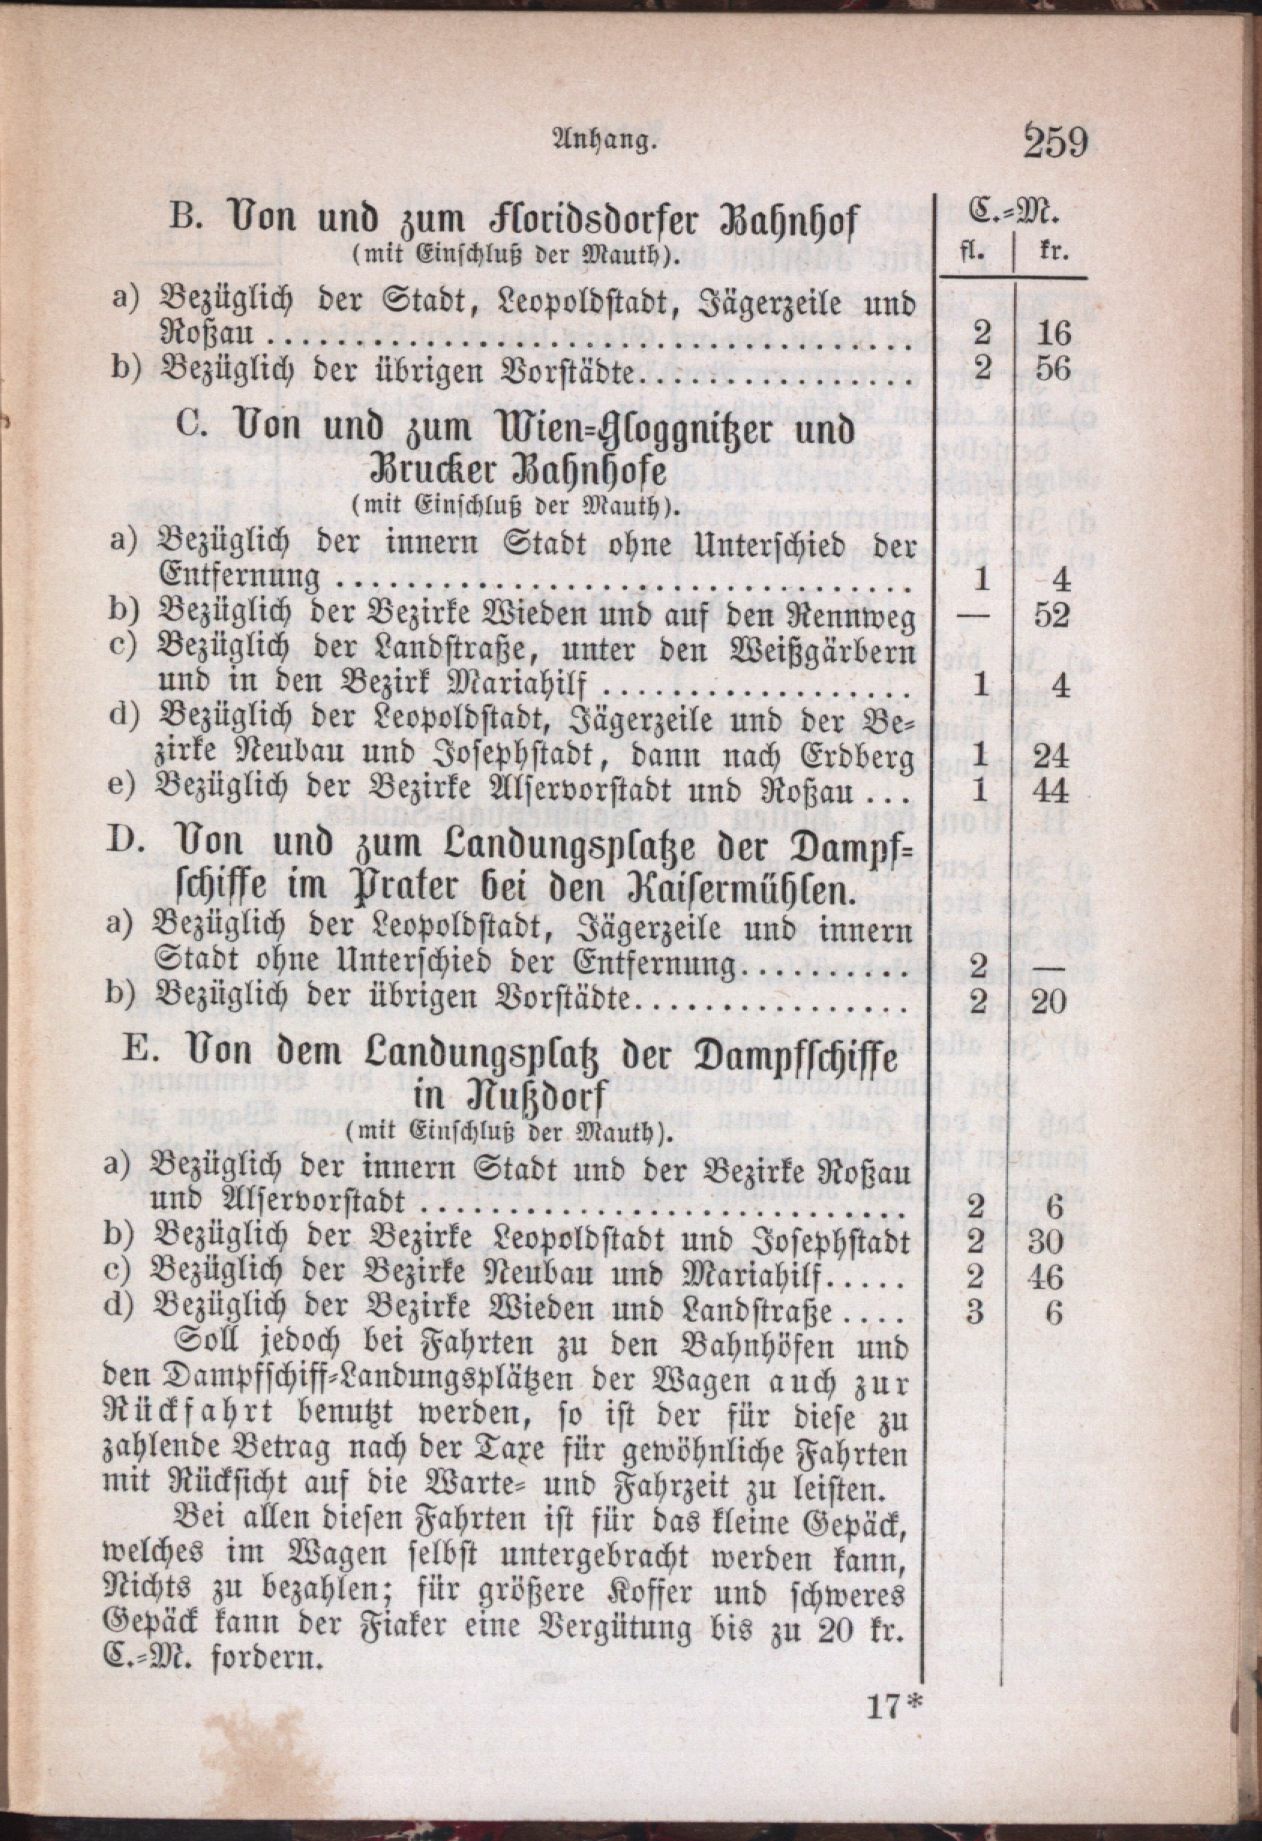 Anhang. 259
C.=M.
fl. kr.
B. Von und zum Floridsdorfer Bahnhof
(mit Einschluß der Mauth).
a) Bezüglich der Stadt, Leopoldstadt, Jägerzeile und
Roßau .................................... 2 16
b) Bezüglich der übrigen Vorstädte................ 2 56
C. Von und zum Wien=Gloggnitzer und
Brucker Bahnhofe
(mit Einschluß der Mauth).
a) Bezüglich der innern Stadt ohne Unterschied der
Entfernung ................................. 1 4
b) Bezüglich der Bezirke Wieden und auf den Rennweg — 52
c) Bezüglich der Landstraße, unter den Weißgärbern
und in den Bezirk Mariahilf .................. 1 4
d) Bezüglich der Leopoldstadt, Jägerzeile und der Be=
zirke Neubau und Josephstadt, dann nach Erdberg 1 24
e) Bezüglich der Bezirke Alservorstadt und Roßau ... 1 44
D. Von und zum Landungsplatze der Dampf=
schiffe im Prater bei den Kaisermühlen.
a) Bezüglich der Leopoldstadt, Jägerzeile und innern
Stadt ohne Unterschied der Entfernung.......... 2 —
b) Bezüglich der übrigen Vorstädte................ 2 20
E. Von dem Landungsplatz der Dampfschiffe
in Nußdorf
(mit Einschluß der Mauth).
a) Bezüglich der innern Stadt und der Bezirke Roßau
und Alservorstadt ............................ 2 6
b) Bezüglich der Bezirke Leopoldstadt und Josephstadt 2 30
c) Bezüglich der Bezirke Neubau und Mariahilf..... 2 46
d) Bezüglich der Bezirke Wieden und Landstraße .... 3 6
Soll jedoch bei Fahrten zu den Bahnhöfen und
den Dampfschiff=Landungsplätzen der Wagen auch zur
Rückfahrt benutzt werden, so ist der für diese zu
zahlende Betrag nach der Taxe für gewöhnliche Fahrten
mit Rücksicht auf die Warte= und Fahrzeit zu leisten.
Bei allen diesen Fahrten ist für das kleine Gepäck,
welches im Wagen selbst untergebracht werden kann,
Nichts zu bezahlen; für größere Koffer und schweres
Gepäck kann der Fiaker eine Vergütung bis zu 20 kr.
C.=M. fordern.
17*